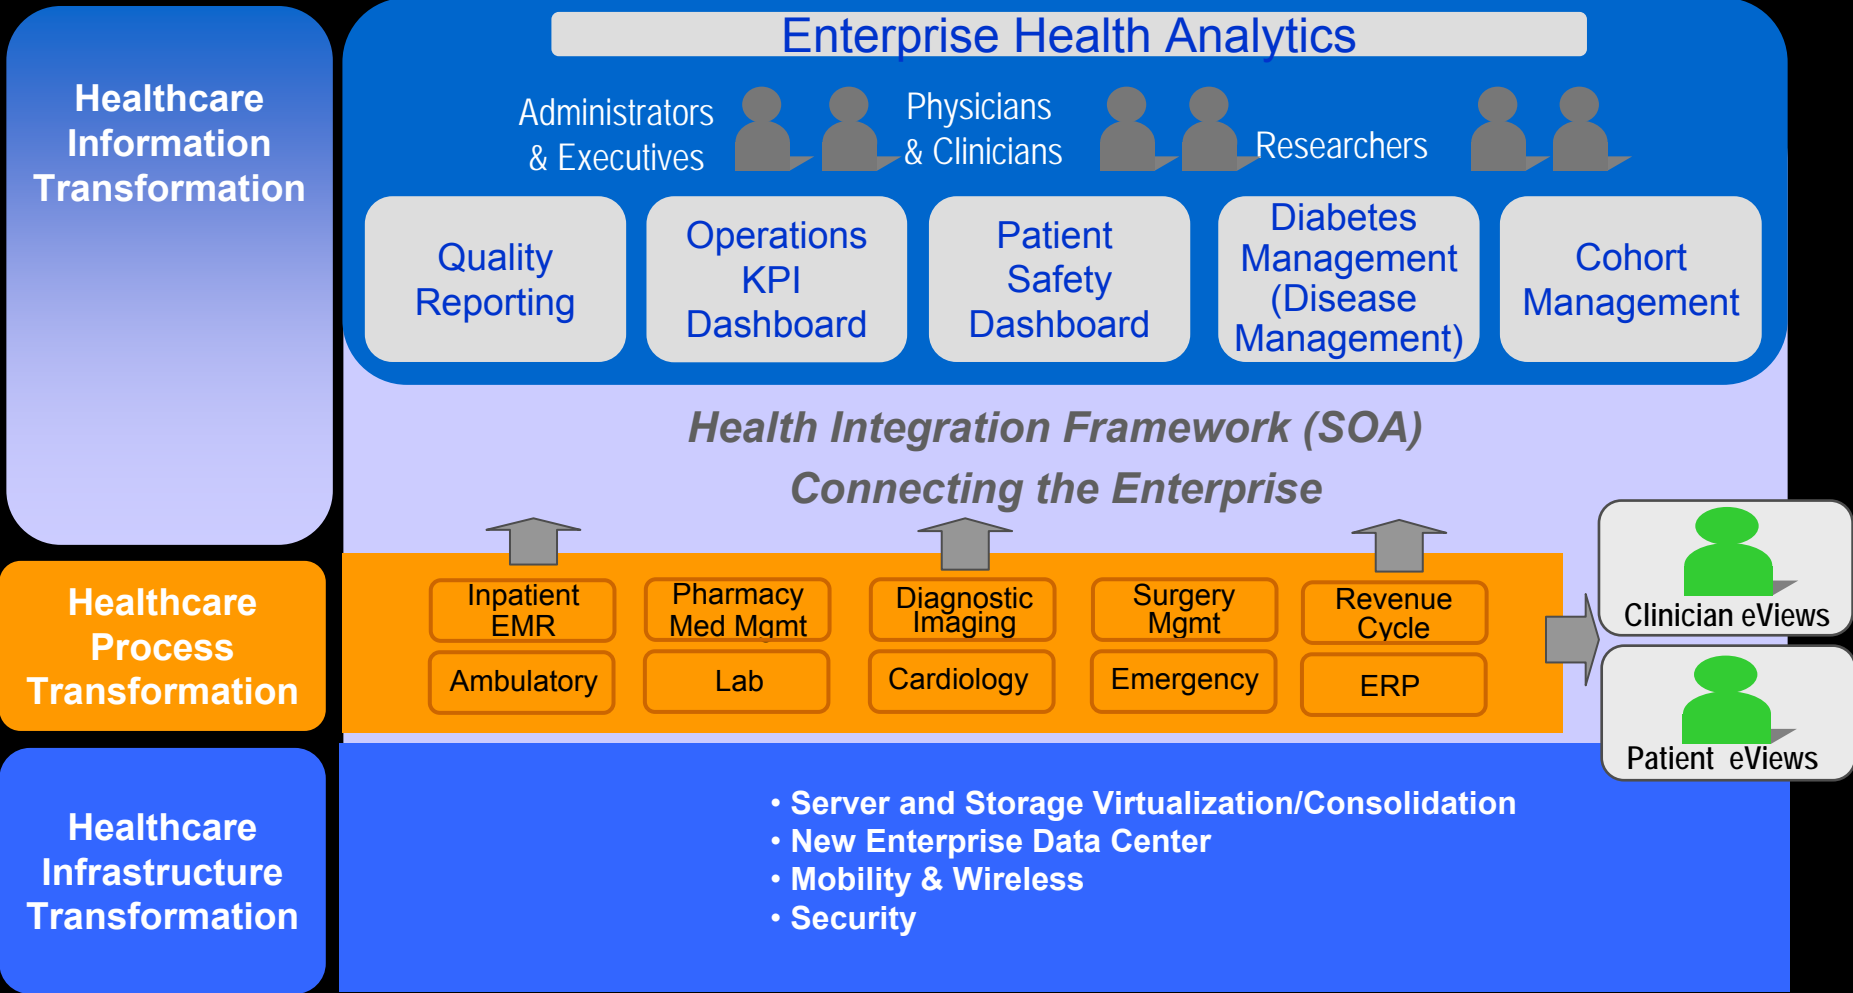 Healthcare
Information
Transformation
Enterprise Health Analytics
Administrators
& Executives
Physicians
& Clinicians
Researchers
Quality
Reporting
Operations
KPI
Dashboard
Patient
Safety
Dashboard
Diabetes
Management
(Disease
Management)
Cohort
Management
Health Integration Framework (SOA)
Connecting the Enterprise
Healthcare
Process
Transformation
Inpatient
EMR
Pharmacy
Med Mgmt
Diagnostic
Imaging
Surgery
Mgmt
Revenue
Cycle
Ambulatory
Lab
Cardiology
Emergency
ERP
Clinician eViews
Patient eViews
Healthcare
Infrastructure
Transformation
• Server and Storage Virtualization/Consolidation
• New Enterprise Data Center
• Mobility & Wireless
• Security